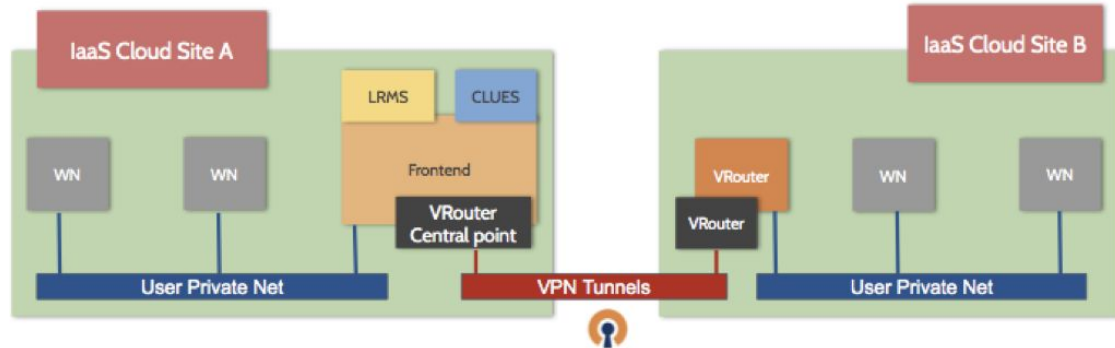 IaaS Cloud Site A
IaaS Cloud Site B
LRMS
CLUES
WN
WN
Frontend
VRouter
Central point
VRouter
VRouter
WN
WN
User Private Net
VPN Tunnels
User Private Net